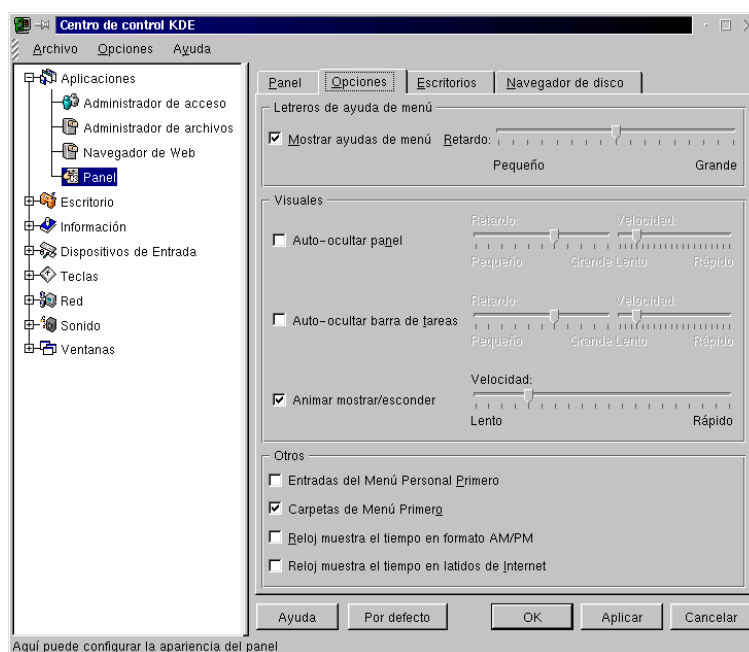 Centro de control KDE
Archivo Opciones Ayuda
Aplicaciones
Administrador de acceso
Administrador de archivos
Navegador de Web
Panel
Escritorio
Información
Dispositivos de Entrada
Teclas
Red
Sonido
Ventanas
Panel Opciones Escritorios Navegador de disco
Letreros de ayuda de menú
Mostrar ayudas de menú Retardo:
Pequeño Grande
Visuales
Retardo: Velocidad:
Auto-ocultar panel
Pequeño Grande Lento Rápido
Retardo: Velocidad:
Auto-ocultar barra de tareas
Pequeño Grande Lento Rápido
Velocidad:
Animar mostrar/esconder
Lento Rápido
Otros
Entradas del Menú Personal Primero
Carpetas de Menú Primero
Reloj muestra el tiempo en formato AM/PM
Reloj muestra el tiempo en latidos de Internet
Ayuda Por defecto OK Aplicar Cancelar
Aquí puede configurar la apariencia del panel